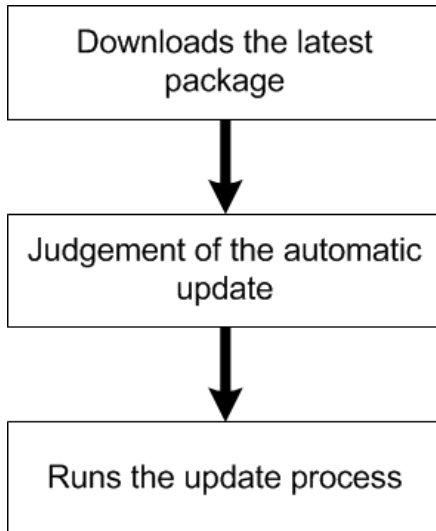 Downloads the latest
package
Judgement of the automatic
update
Runs the update process